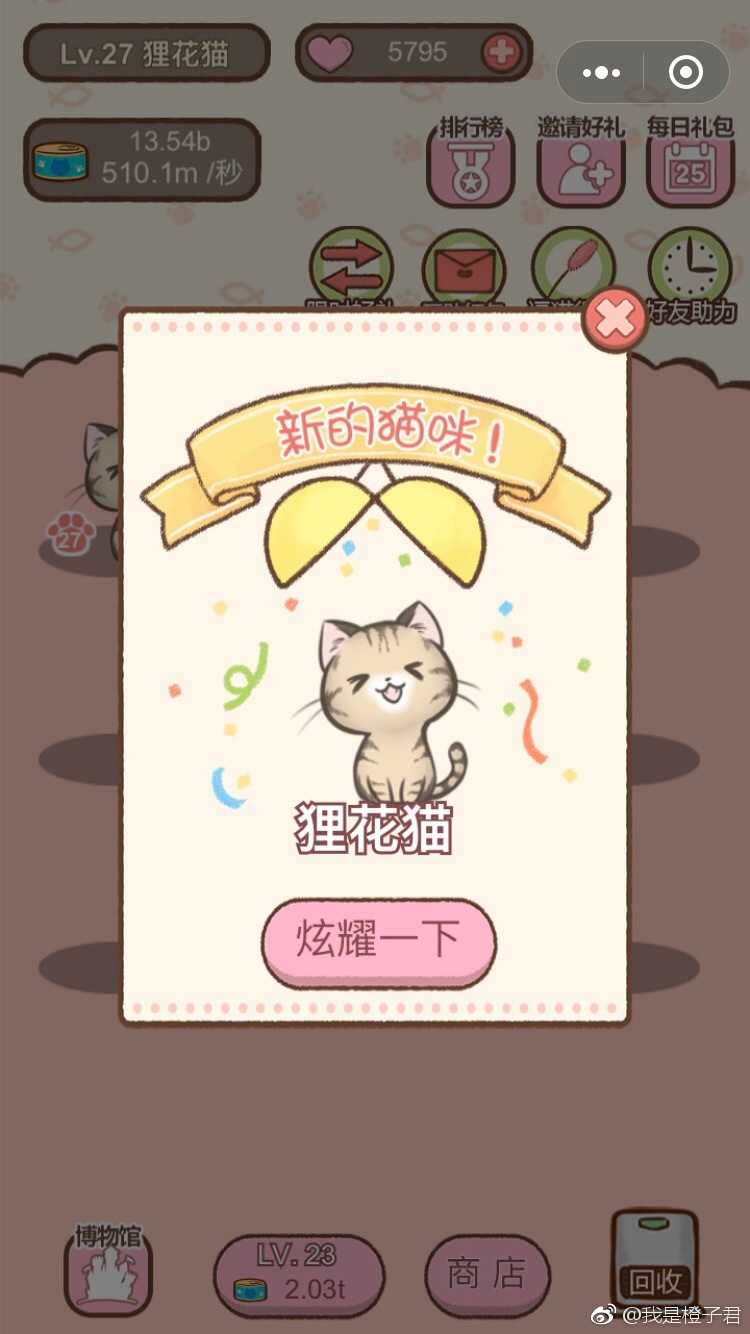 Lv.27 狸花猫
5795
13.54b
510.1m /秒
排行榜
邀请好礼
每日礼包
25
好友助力
新的猫咪！
27
狸花猫
炫耀一下
博物馆
LV. 23
2.03t
商店
回收
@我是橙子君